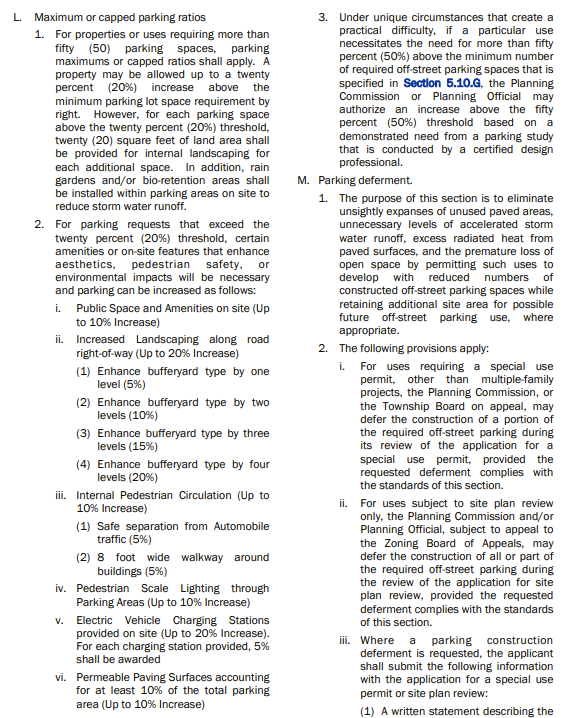 L. Maximum or capped parking ratios
1. For properties or uses requiring more than
fifty (50) parking spaces, parking
maximums or capped ratios shall apply. A
property may be allowed up to a twenty
percent (20%) increase above the
minimum parking lot space requirement by
right. However, for each parking space
above the twenty percent (20%) threshold,
twenty (20) square feet of land area shall
be provided for internal landscaping for
each additional space. In addition, rain
gardens and/or bio-retention areas shall
be installed within parking areas on site to
reduce storm water runoff.
2. For parking requests that exceed the
twenty percent (20%) threshold, certain
amenities or on-site features that enhance
aesthetics, pedestrian safety, or
environmental impacts will be necessary
and parking can be increased as follows:
i. Public Space and Amenities on site (Up
to 10% Increase)
ii. Increased Landscaping along road
right-of-way (Up to 20% Increase)
(1) Enhance bufferyard type by one
level (5%)
(2) Enhance bufferyard type by two
levels (10%)
(3) Enhance bufferyard type by three
levels (15%)
(4) Enhance bufferyard type by four
levels (20%)
iii. Internal Pedestrian Circulation (Up to
10% Increase)
(1) Safe separation from Automobile
traffic (5%)
(2) 8 foot wide walkway around
buildings (5%)
iv. Pedestrian Scale Lighting through
Parking Areas (Up to 10% Increase)
v. Electric Vehicle Charging Stations
provided on site (Up to 20% Increase).
For each charging station provided, 5%
shall be awarded
vi. Permeable Paving Surfaces accounting
for at least 10% of the total parking
area (Up to 10% Increase)
3. Under unique circumstances that create a
practical difficulty, if a particular use
necessitates the need for more than fifty
percent (50%) above the minimum number
of required off-street parking spaces that is
specified in Section 5.10.G, the Planning
Commission or Planning Official may
authorize an increase above the fifty
percent (50%) threshold based on a
demonstrated need from a parking study
that is conducted by a certified design
professional.
M. Parking deferment.
1. The purpose of this section is to eliminate
unsightly expanses of unused paved areas,
unnecessary levels of accelerated storm
water runoff, excess radiated heat from
paved surfaces, and the premature loss of
open space by permitting such uses to
develop with reduced numbers of
constructed off-street parking spaces while
retaining additional site area for possible
future off-street parking use, where
appropriate.
2. The following provisions apply:
i. For uses requiring a special use
permit, other than multiple-family
projects, the Planning Commission, or
the Township Board on appeal, may
defer the construction of a portion of
the required off-street parking during
its review of the application for a
special use permit, provided the
requested deferment complies with
the standards of this section.
ii. For uses subject to site plan review
only, the Planning Commission and/or
Planning Official, subject to appeal to
the Zoning Board of Appeals, may
defer the construction of all or part of
the required off-street parking during
the review of the application for site
plan review, provided the requested
deferment complies with the standards
of this section.
iii. Where a parking construction
deferment is requested, the applicant
shall submit the following information
with the application for a special use
permit or site plan review:
(1) A written statement describing the